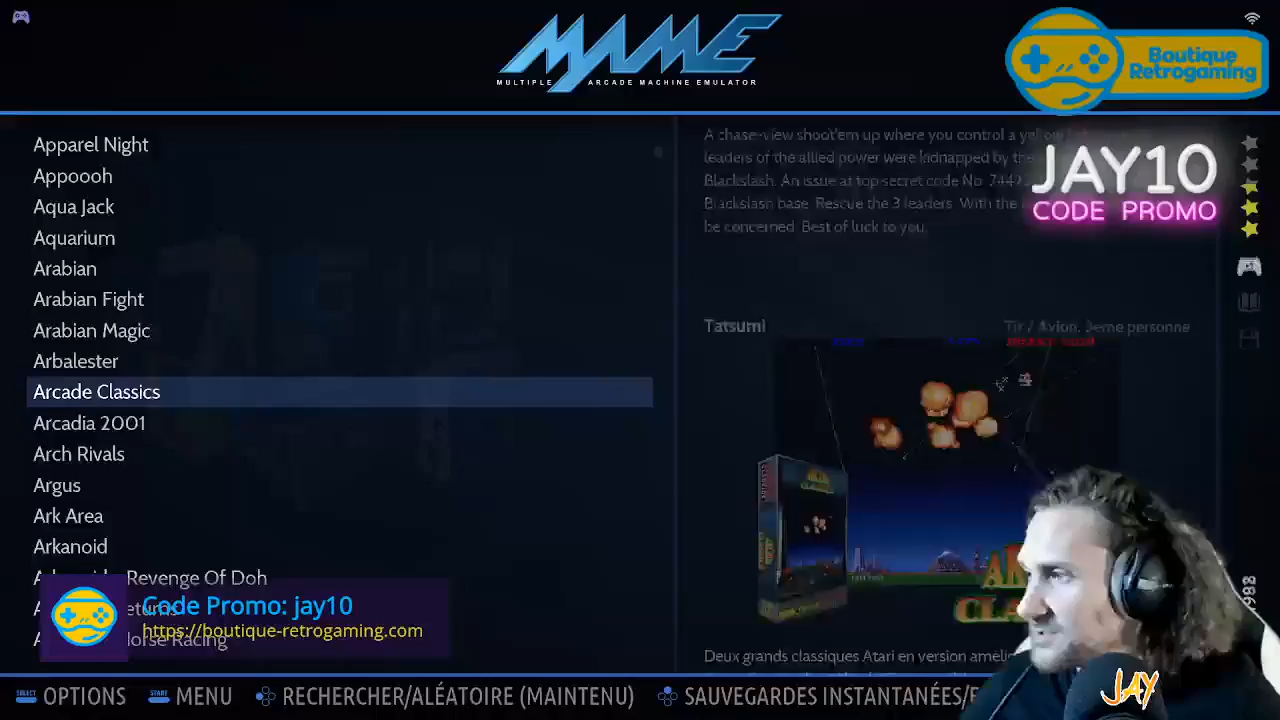 MAME
MULTIPLE ARCADE MACHINE EMULATOR
Boutique
Retrogaming
JAY10
CODE PROMO
Apparel Night
Appoooh
Aqua Jack
Aquarium
Arabian
Arabian Fight
Arabian Magic
Arbalester
Arcade Classics
Arcadia 2001
Arch Rivals
Argus
Ark Area
Arkanoid
Revenge Of Doh
Horse Racing
A chase-view shoot'em up where you control a
leaders of the allied power were kidnapped by the
Blackslash. An issue at top secret code No.
Blackslash base. Rescue the 3 leaders. With the
be concerned. Best of luck to you.
Tatsumi
Tir / Avion, 3eme personne
Deux grands classiques Atari en version
Code Promo: jay10
https://boutique-retrogaming.com
SELECT OPTIONS START MENU RECHERCHER/ALÉATOIRE (MAINTENU) SAUVEGARDES INSTANTANÉES/
JAY